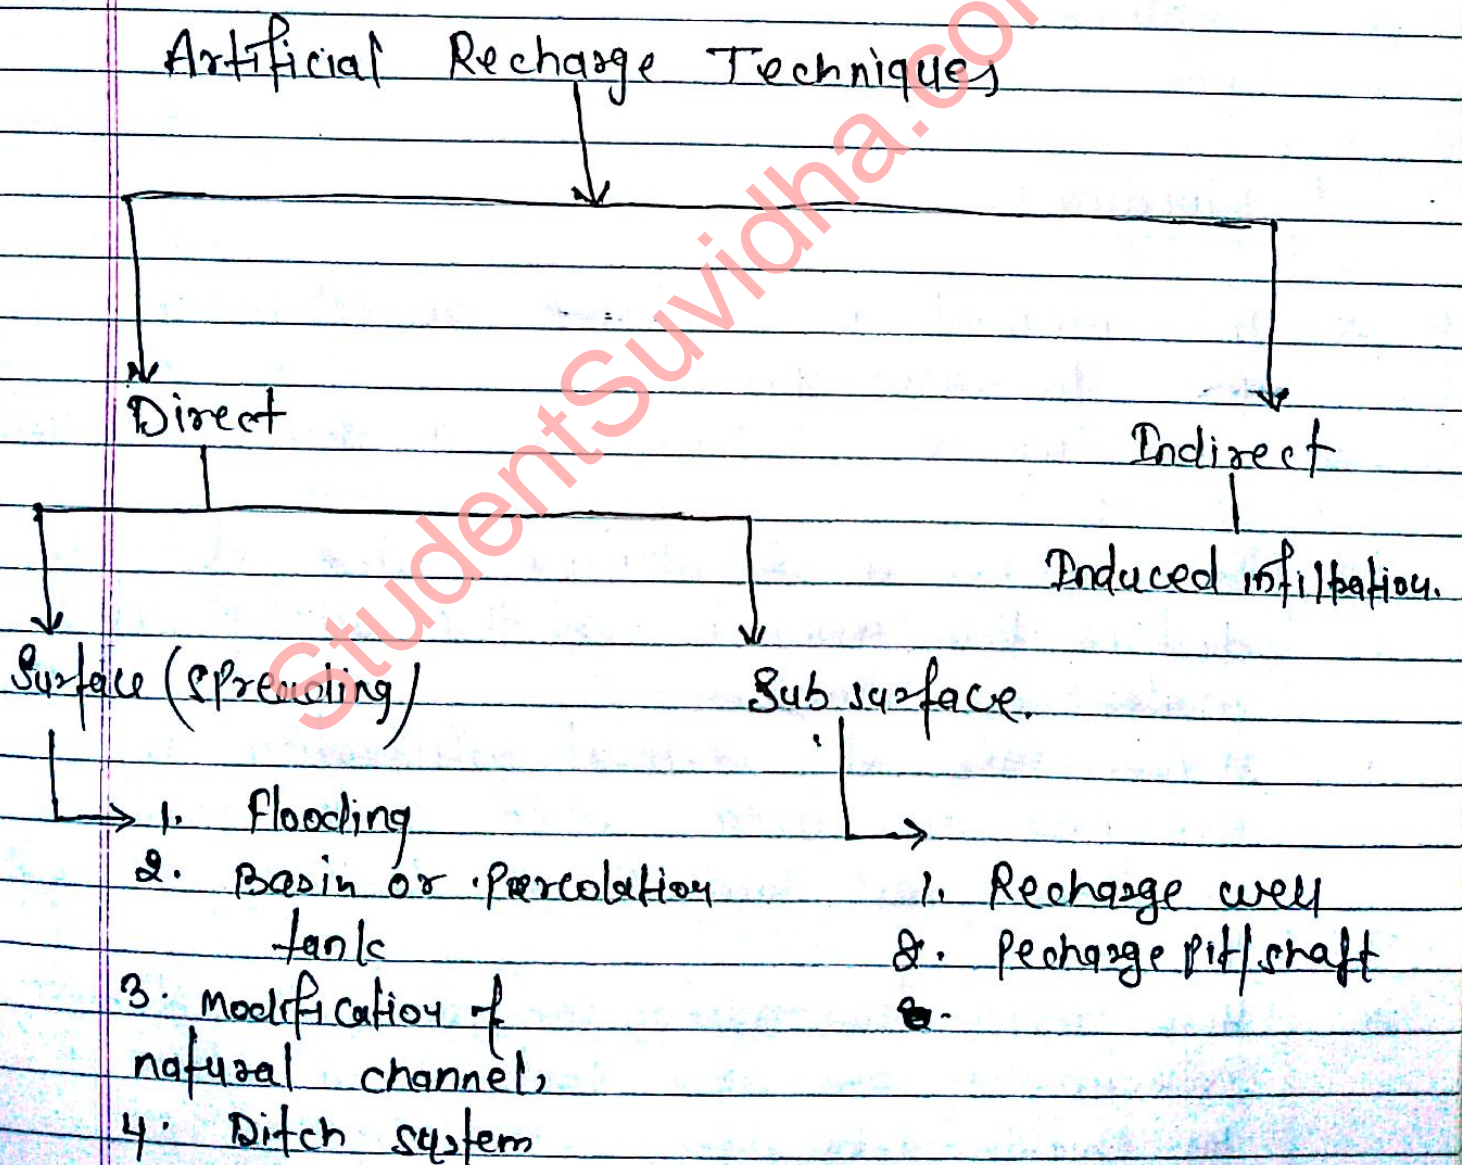 Artificial Recharge Techniques
Direct
Indirect
Induced infiltration.
Surface (Spreading)
Sub surface.
1. Flooding
2. Basin or Percolation
tank
3. Modification of
natural channels
4. Ditch system
1. Recharge well
2. Recharge pit/shaft
StudentSuvidha.com